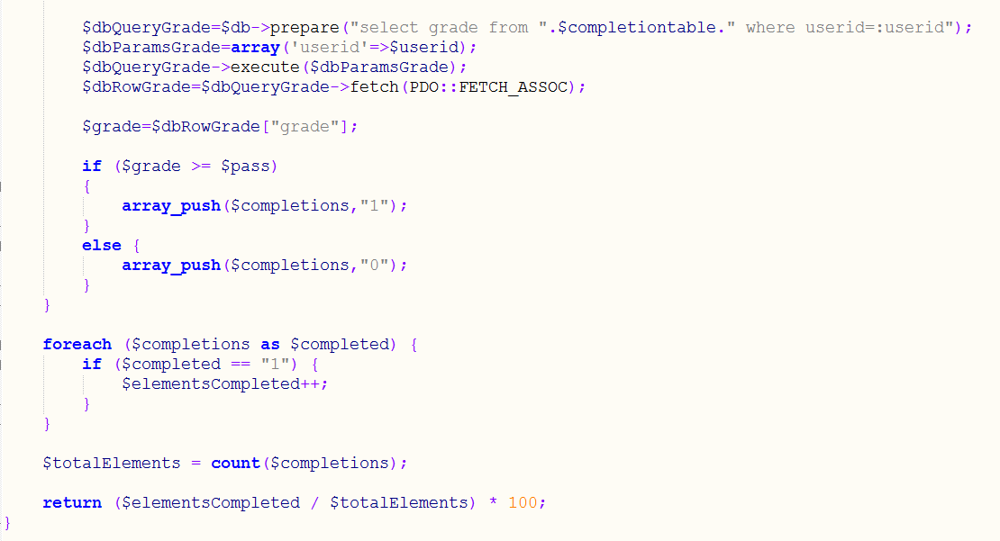 $dbQueryGrade=$db->prepare("select grade from ".$completiontable." where userid=:userid");
$dbParamsGrade=array('userid'=>$userid);
$dbQueryGrade->execute($dbParamsGrade);
$dbRowGrade=$dbQueryGrade->fetch(PDO::FETCH_ASSOC);
$grade=$dbRowGrade["grade"];
if ($grade >= $pass)
{
array_push($completions,"1");
}
else {
array_push($completions,"0");
}
}
foreach ($completions as $completed) {
if ($completed == "1") {
$elementsCompleted++;
}
}
$totalElements = count($completions);
return ($elementsCompleted / $totalElements) * 100;
}